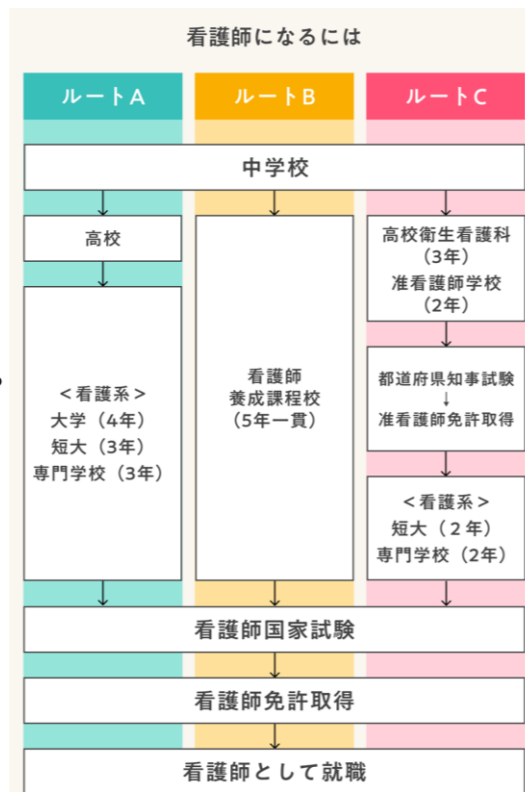 看護師になるには
ルートA
ルートB
ルートC
中学校
高校
<看護系>
大学（4年）
短大（3年）
専門学校（3年）
看護師
養成課程校
（5年一貫）
高校衛生看護科
（3年）
准看護師学校
（2年）
都道府県知事試験
↓
准看護師免許取得
<看護系>
短大（２年）
専門学校（2年）
看護師国家試験
看護師免許取得
看護師として就職